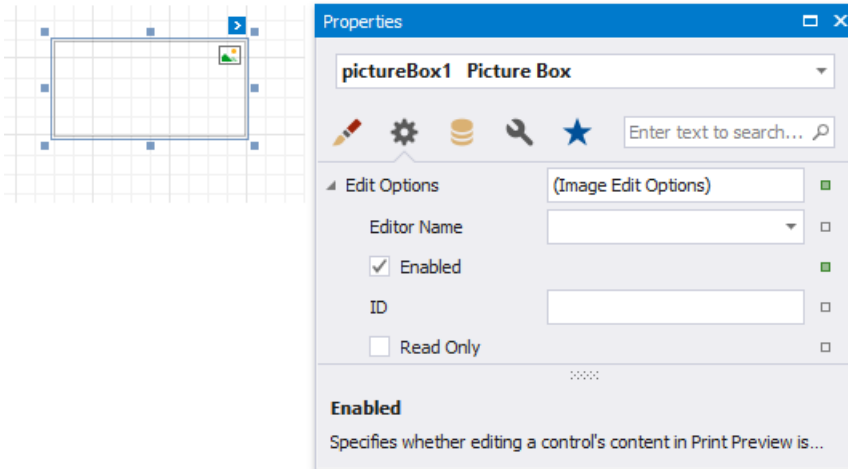 Properties
pictureBox1 Picture Box
Enter text to search...
Edit Options (Image Edit Options)
Editor Name
Enabled
ID
Read Only
Enabled
Specifies whether editing a control's content in Print Preview is...